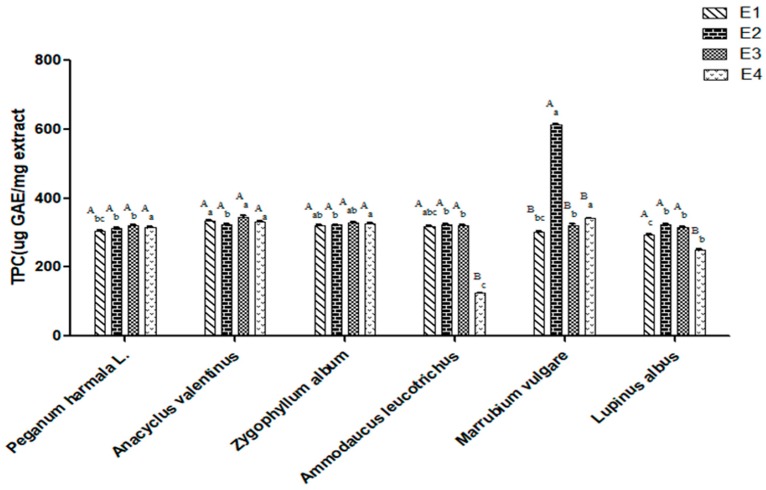 E1
E2
E3
E4
TPC(ug GAE/mg extract
800
600
400
200
0
A A A A
bc b b a
A A A A
a b a a
A A A A
ab b ab a
A A A B
abc b b c
B A B B
bc a b a
A A A B
c b b b
Peganum harmala L.
Anacyclus valentinus
Zygophyllum album
Ammodaucus leucotrichus
Marrubium vulgare
Lupinus albus